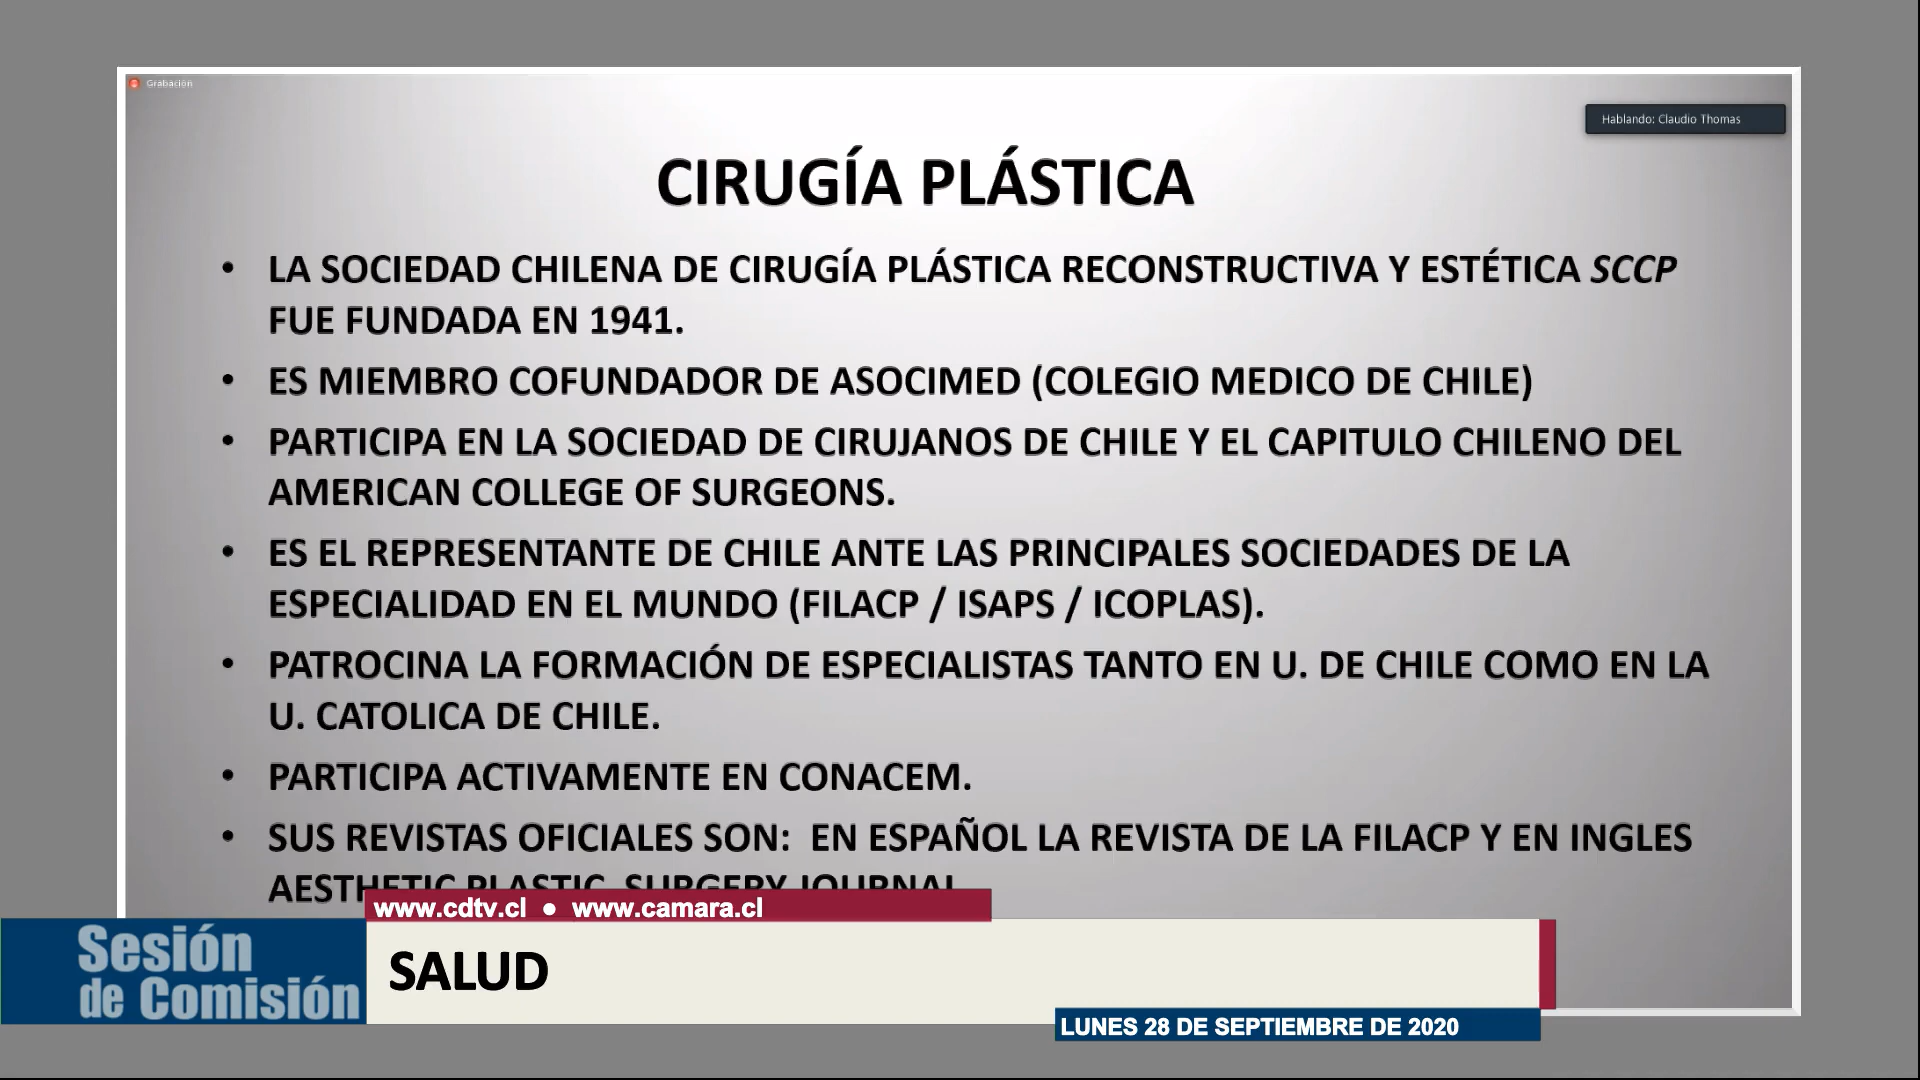 Grabación
Hablando: Claudio Thomas
CIRUGÍA PLÁSTICA
• LA SOCIEDAD CHILENA DE CIRUGÍA PLÁSTICA RECONSTRUCTIVA Y ESTÉTICA SCCP
FUE FUNDADA EN 1941.
• ES MIEMBRO COFUNDADOR DE ASOCIMED (COLEGIO MEDICO DE CHILE)
• PARTICIPA EN LA SOCIEDAD DE CIRUJANOS DE CHILE Y EL CAPITULO CHILENO DEL
AMERICAN COLLEGE OF SURGEONS.
• ES EL REPRESENTANTE DE CHILE ANTE LAS PRINCIPALES SOCIEDADES DE LA
ESPECIALIDAD EN EL MUNDO (FILACP / ISAPS / ICOPLAS).
• PATROCINA LA FORMACIÓN DE ESPECIALISTAS TANTO EN U. DE CHILE COMO EN LA
U. CATOLICA DE CHILE.
• PARTICIPA ACTIVAMENTE EN CONACEM.
• SUS REVISTAS OFICIALES SON: EN ESPAÑOL LA REVISTA DE LA FILACP Y EN INGLES
AESTHETIC PLASTIC SURGERY JOURNAL
www.cdtv.cl ● www.camara.cl
Sesión
de Comisión
SALUD
LUNES 28 DE SEPTIEMBRE DE 2020